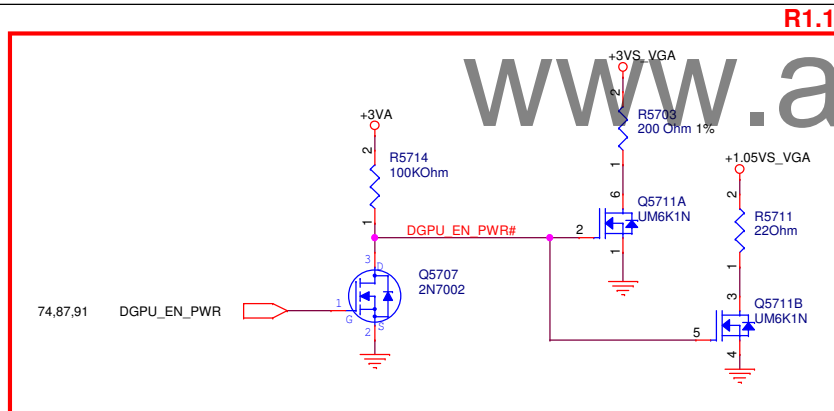 R1.1
www.a
+3VS_VGA
2
R5703
200 Ohm 1%
1
+3VA
2
R5714
100KOhm
1
+1.05VS_VGA
2
R5711
22Ohm
1
6
Q5711A
UM6K1N
2
1
DGPU_EN_PWR#
3
D
Q5707
2N7002
1
G
2
S
74,87,91 DGPU_EN_PWR
3
Q5711B
UM6K1N
5
4